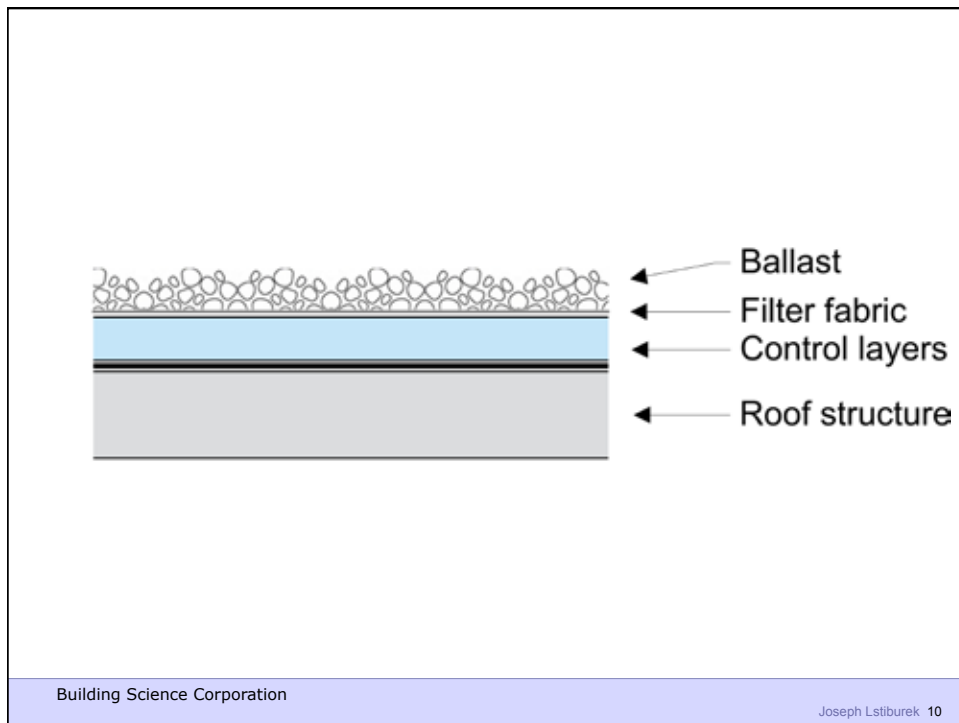 Ballast
Filter fabric
Control layers
Roof structure
Building Science Corporation
Joseph Lstiburek 10